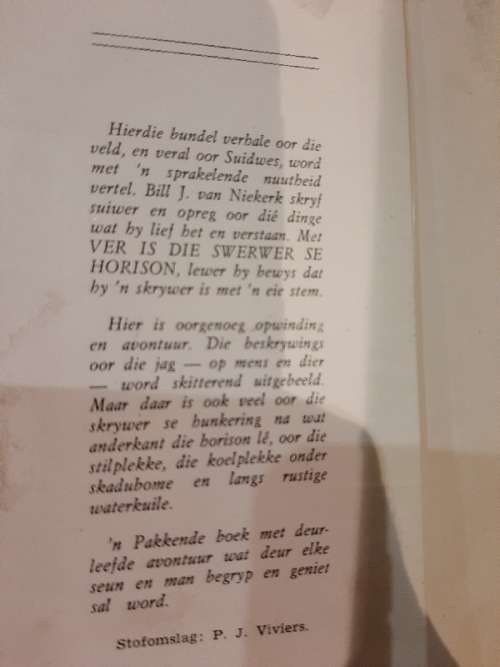 Hierdie bundel verhale oor die
veld, en veral oor Suidwes, word
met 'n sprakelende nuutheid
vertel. Bill J. van Niekerk skryf
suiwer en opreg oor dié dinge
wat hy lief het en verstaan. Met
VER IS DIE SWERWER SE
HORISON, lewer hy bewys dat
hy 'n skrywer is met 'n eie stem.
Hier is oorgenoeg opwinding
en avontuur. Die beskrywings
oor die jag — op mens en dier
— word skitterend uitgebeeld.
Maar daar is ook veel oor die
skrywer se hunkering na wat
anderkant die horison lê, oor die
stilplekke, die koelplekke onder
skadubome en langs rustige
waterkuile.
'n Pakkende boek met deur-
leefde avontuur wat deur elke
seun en man begryp en geniet
sal word.
Stofomslag: P. J. Viviers.